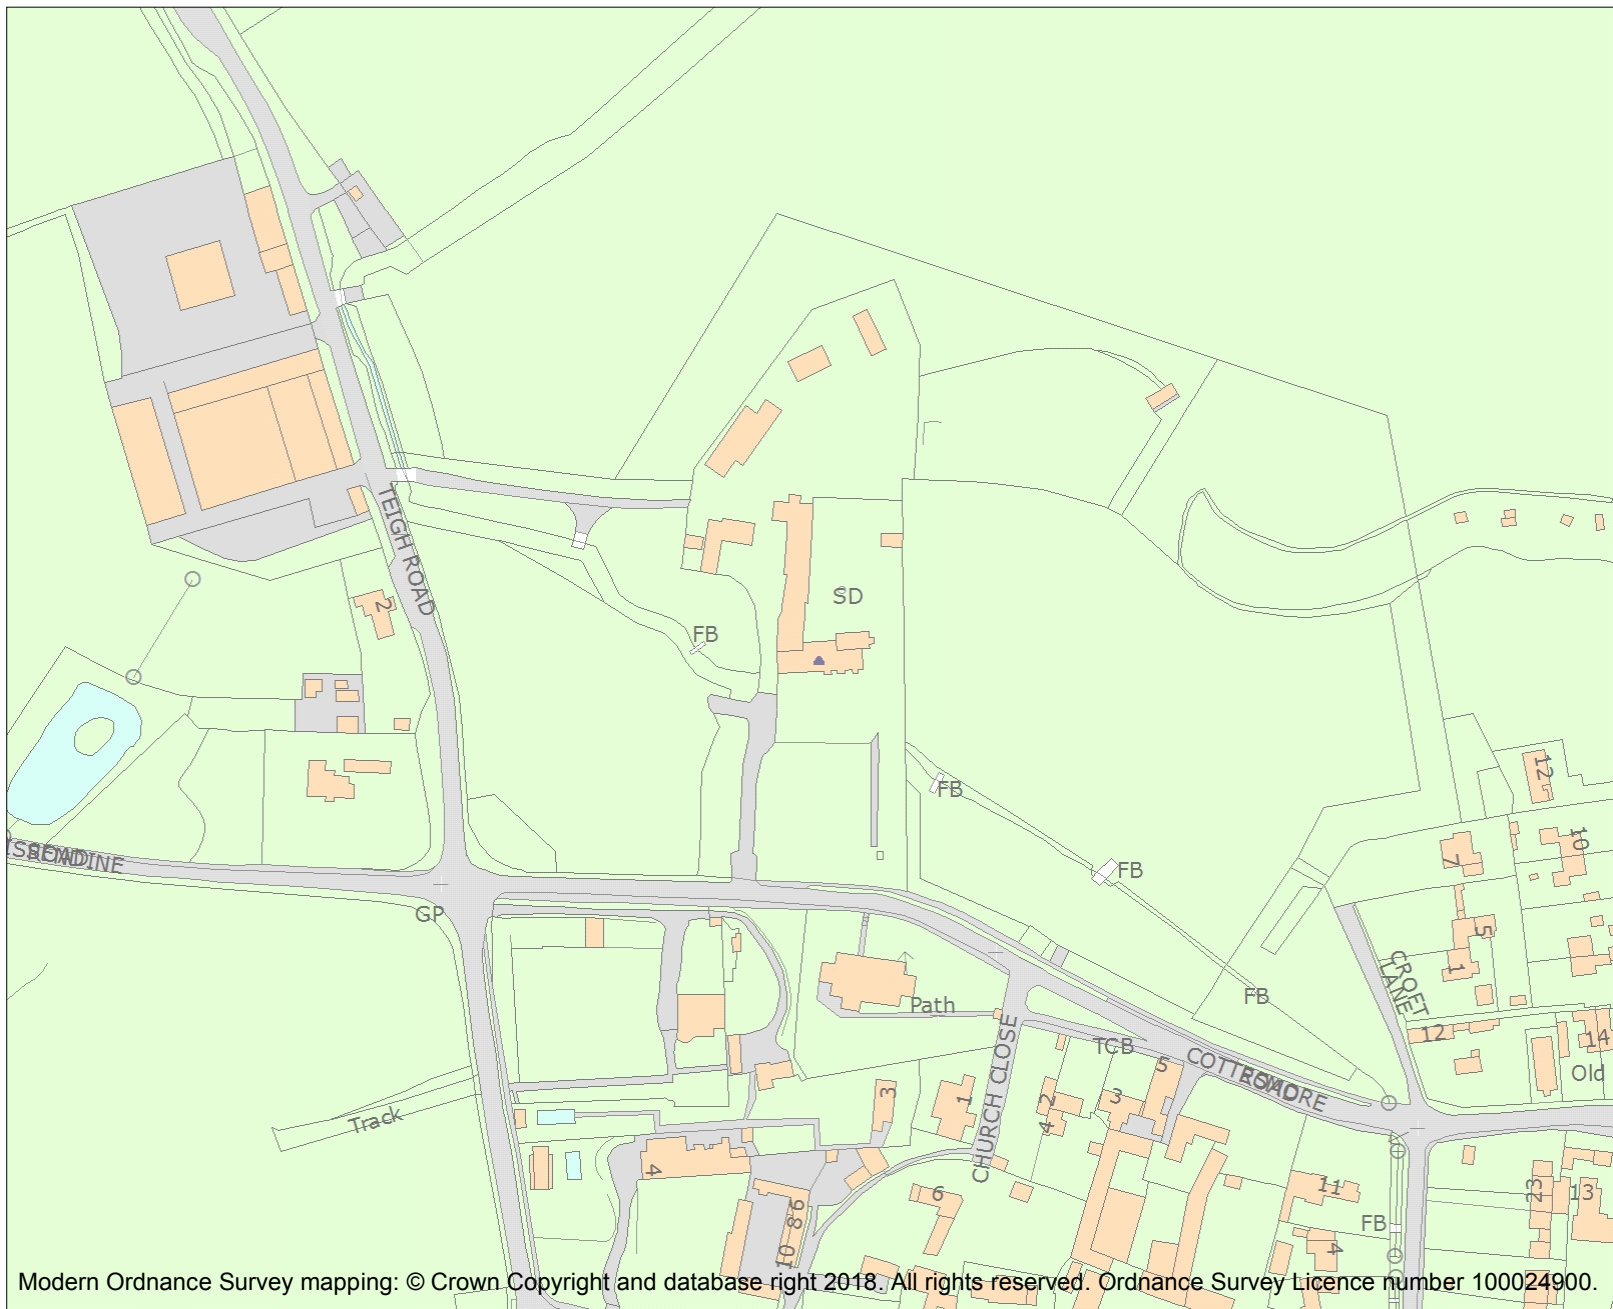 TEIGH ROAD
2
SD
FB
FB
FB
FB
12
10
7
5
1
ROAD
GP
CROFT
LANE
12
14
Old
Path
TCB
COTTESMORE
ROAD
CHURCH CLOSE
Track
3
1
2
4
3
5
4
6
6
8
10
11
4
FB
23
13
Modern Ordnance Survey mapping: © Crown Copyright and database right 2018. All rights reserved. Ordnance Survey Licence number 100024900.